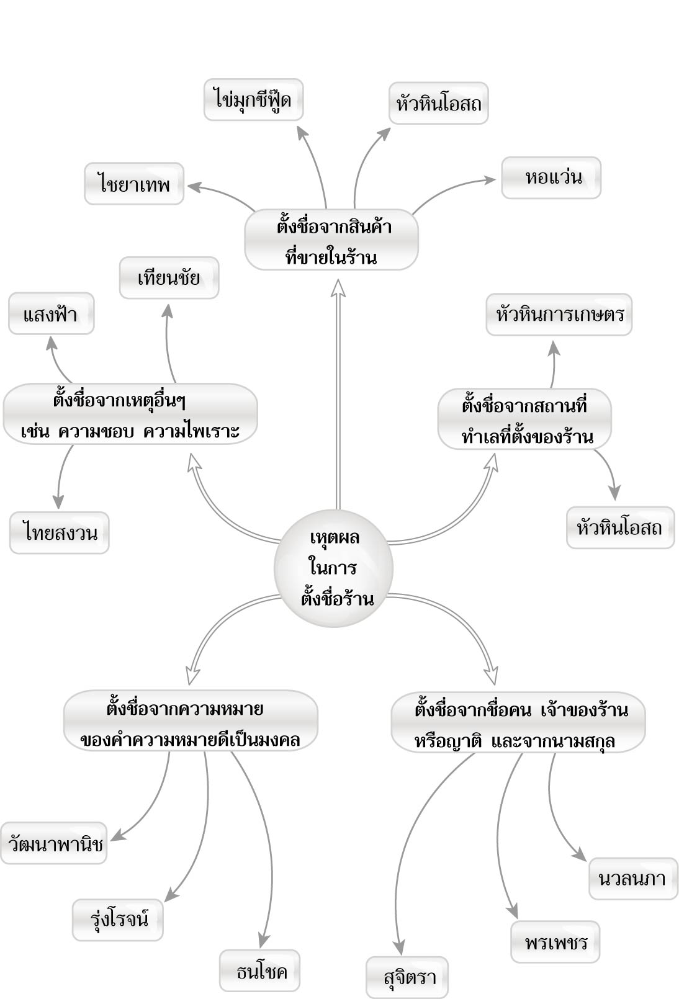 ไข่มุกซีฟู๊ด
หัวหินโอสถ
ไชยาเทพ
หอแว่น
ตั้งชื่อจากสินค้า
ที่ขายในร้าน
เทียนชัย
แสงฟ้า
หัวหินการเกษตร
ตั้งชื่อจากเหตุอื่นๆ
เช่น ความชอบ ความไพเราะ
ตั้งชื่อจากสถานที่
ทำเลที่ตั้งของร้าน
ไทยสงวน
หัวหินโอสถ
เหตุผล
ในการ
ตั้งชื่อร้าน
ตั้งชื่อจากความหมาย
ของคำความหมายดีเป็นมงคล
ตั้งชื่อจากชื่อคน เจ้าของร้าน
หรือญาติ และจากนามสกุล
วัฒนาพานิช
รุ่งโรจน์
ธนโชค
นวลนภา
พรเพชร
สุจิตรา